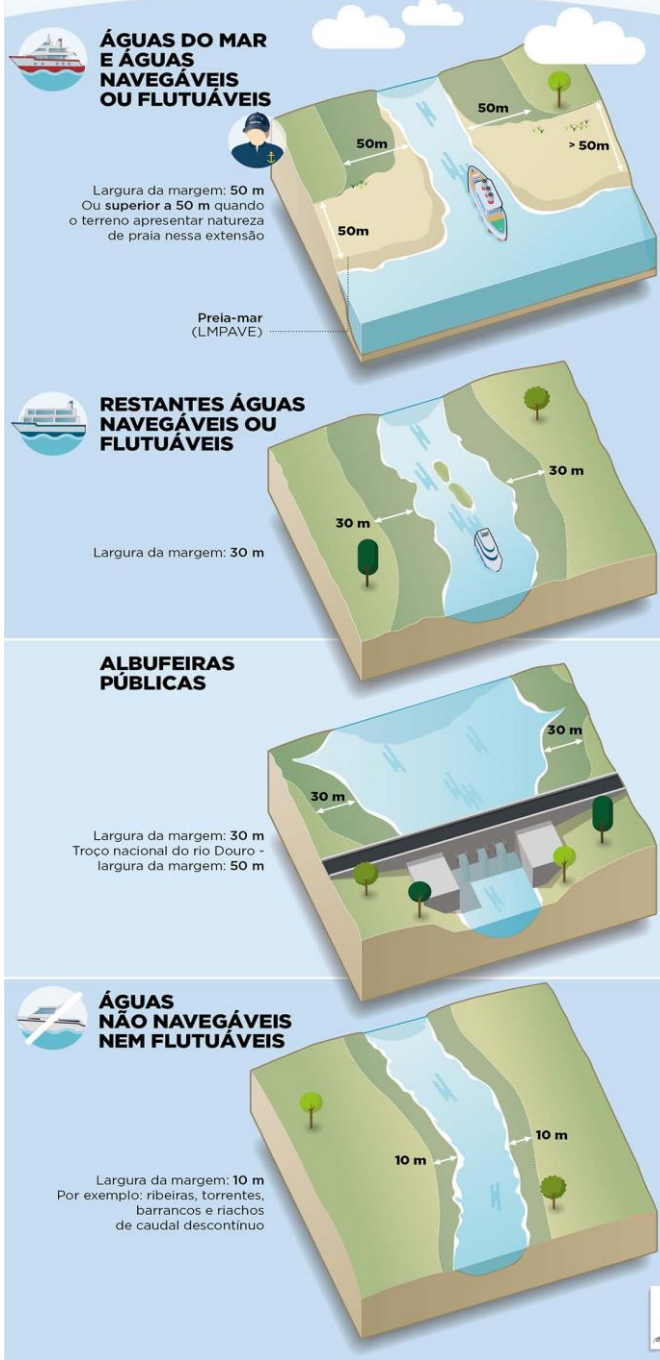 ÁGUAS DO MAR
E ÁGUAS
NAVEGÁVEIS
OU FLUTUÁVEIS
Largura da margem: 50 m
Ou superior a 50 m quando
o terreno apresentar natureza
de praia nessa extensão
50m
50m
> 50m
50m
Preia-mar
(LMPAVE)
RESTANTES ÁGUAS
NAVEGÁVEIS OU
FLUTUÁVEIS
Largura da margem: 30 m
30 m
30 m
ALBUFEIRAS
PÚBLICAS
Largura da margem: 30 m
Troço nacional do rio Douro -
largura da margem: 50 m
30 m
30 m
ÁGUAS
NÃO NAVEGÁVEIS
NEM FLUTUÁVEIS
Largura da margem: 10 m
Por exemplo: ribeiras, torrentes,
barrancos e riachos
de caudal descontínuo
10 m
10 m